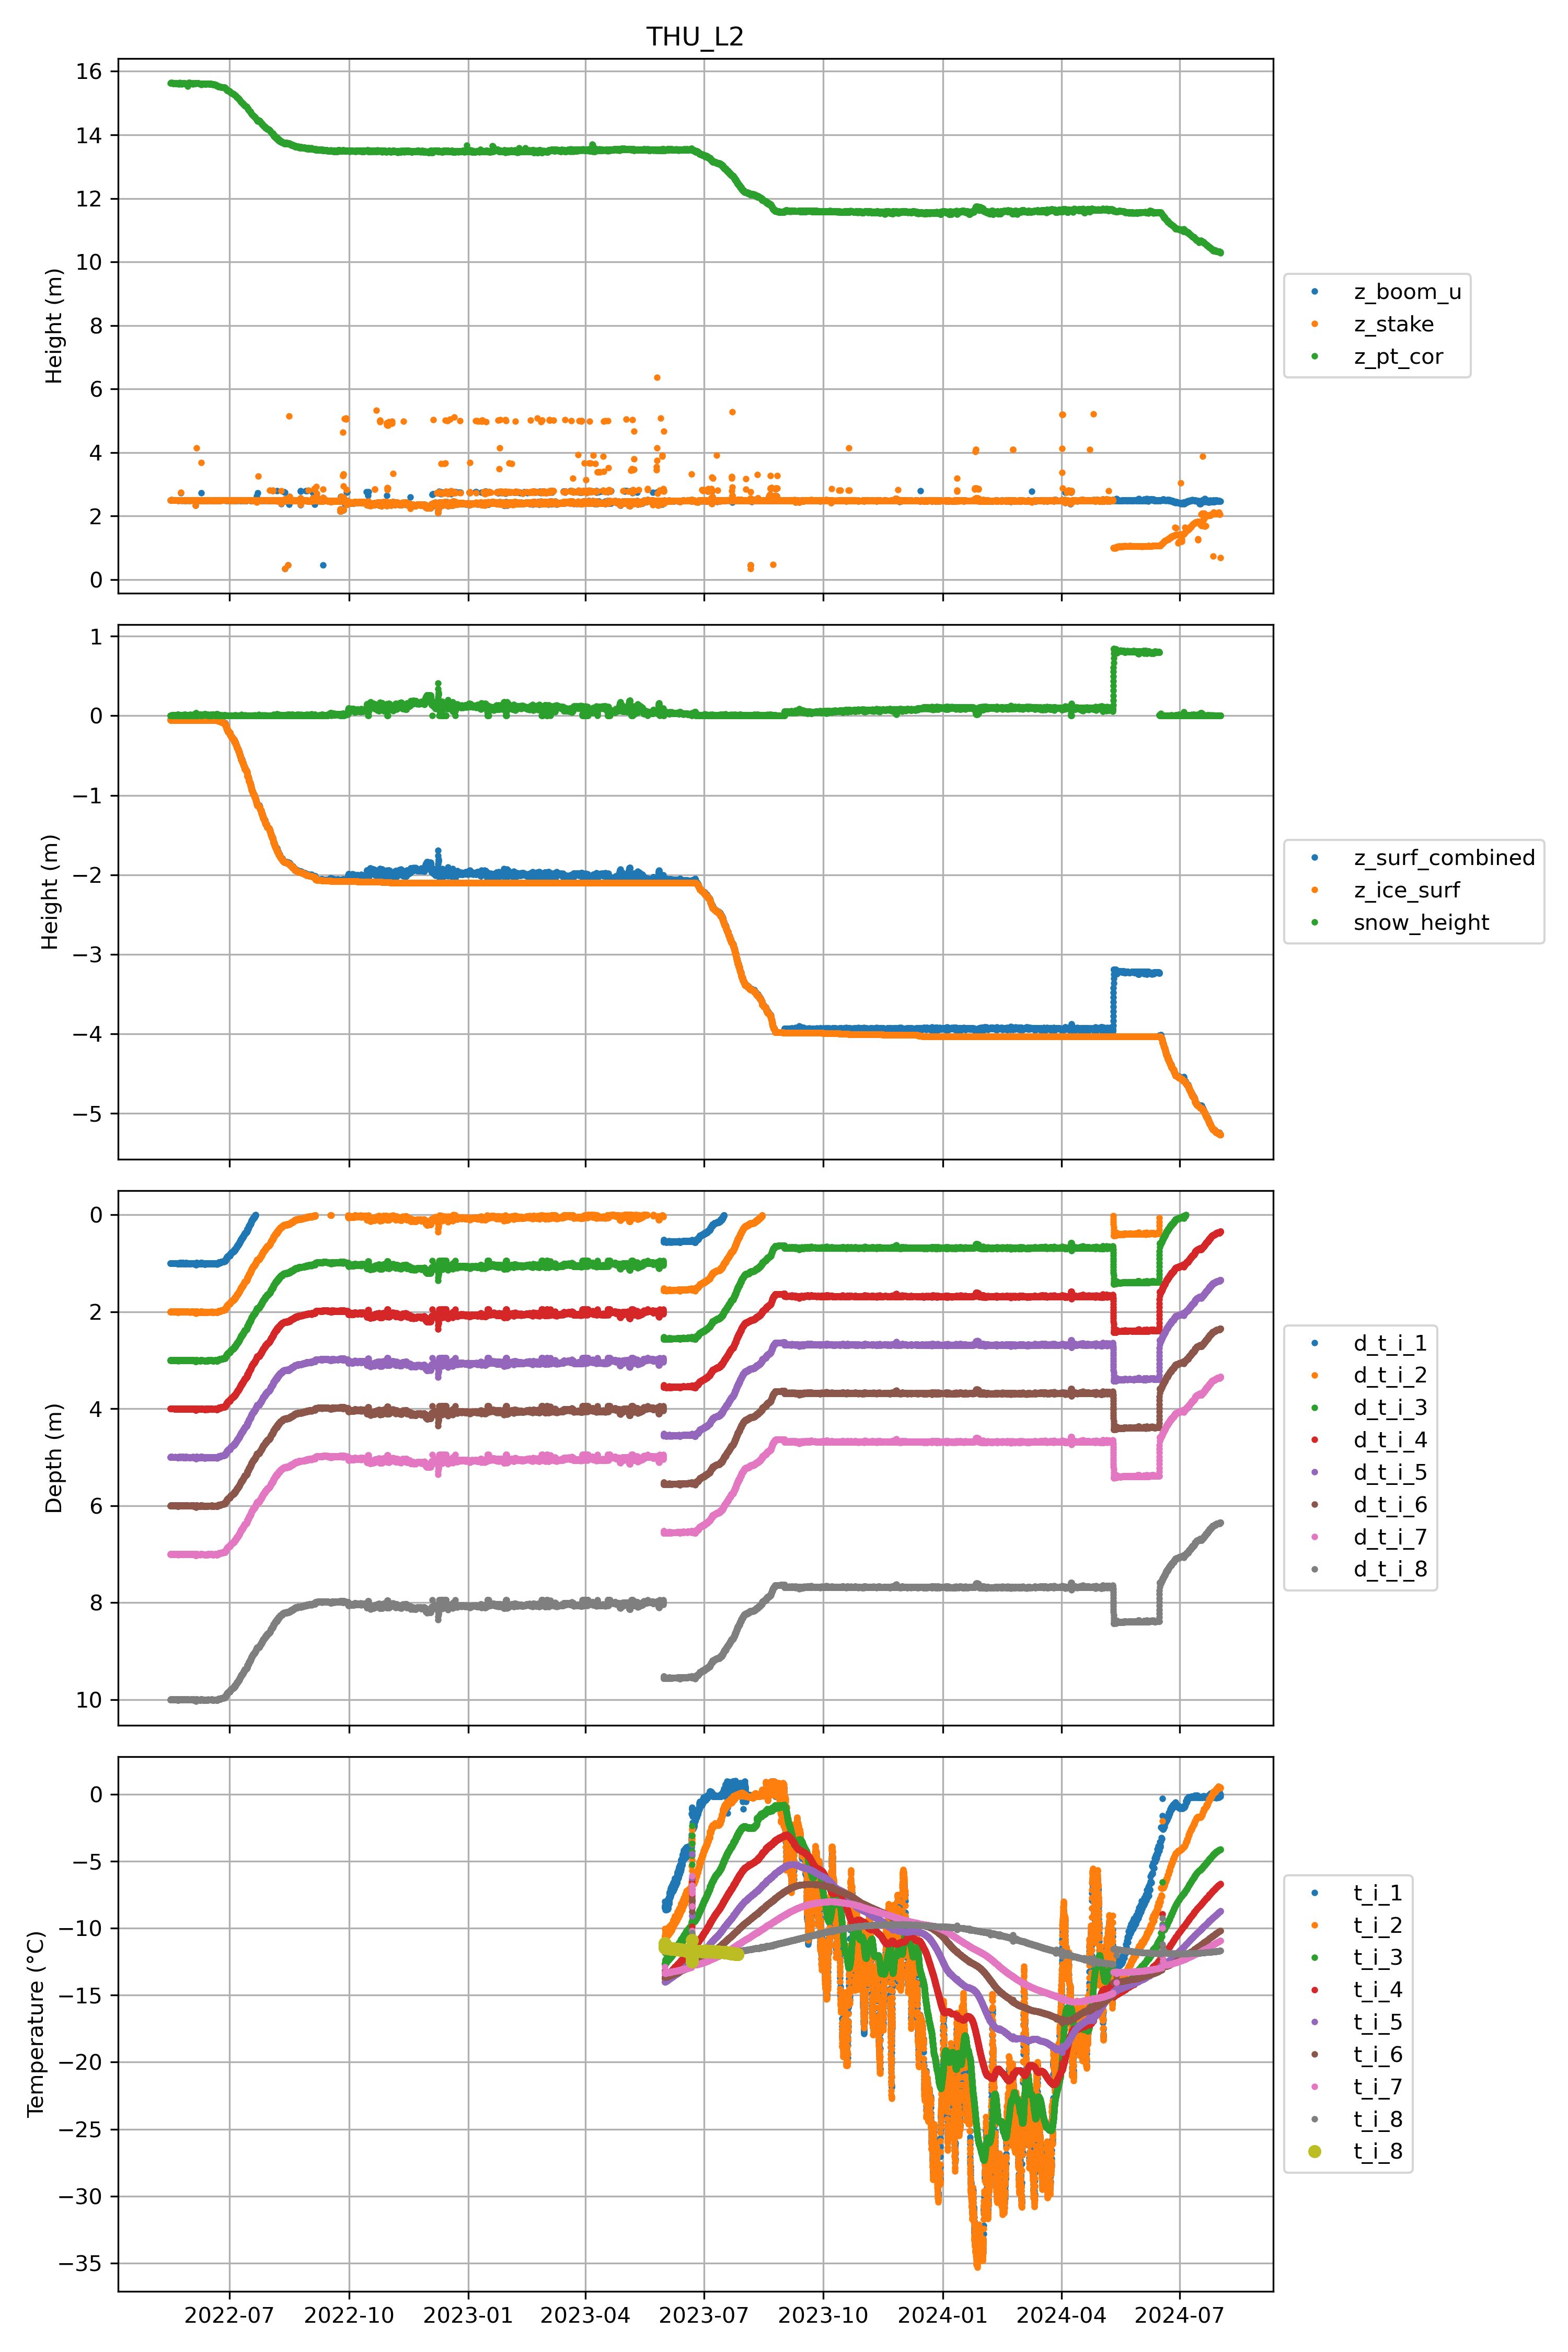 THU_L2
16
14
12
10
8
6
4
2
0
Height (m)
z_boom_u
z_stake
z_pt_cor
1
0
−1
−2
−3
−4
−5
Height (m)
z_surf_combined
z_ice_surf
snow_height
0
2
4
6
8
10
Depth (m)
d_t_i_1
d_t_i_2
d_t_i_3
d_t_i_4
d_t_i_5
d_t_i_6
d_t_i_7
d_t_i_8
0
−5
−10
−15
−20
−25
−30
−35
Temperature (°C)
t_i_1
t_i_2
t_i_3
t_i_4
t_i_5
t_i_6
t_i_7
t_i_8
t_i_8
2022-07 2022-10 2023-01 2023-04 2023-07 2023-10 2024-01 2024-04 2024-07